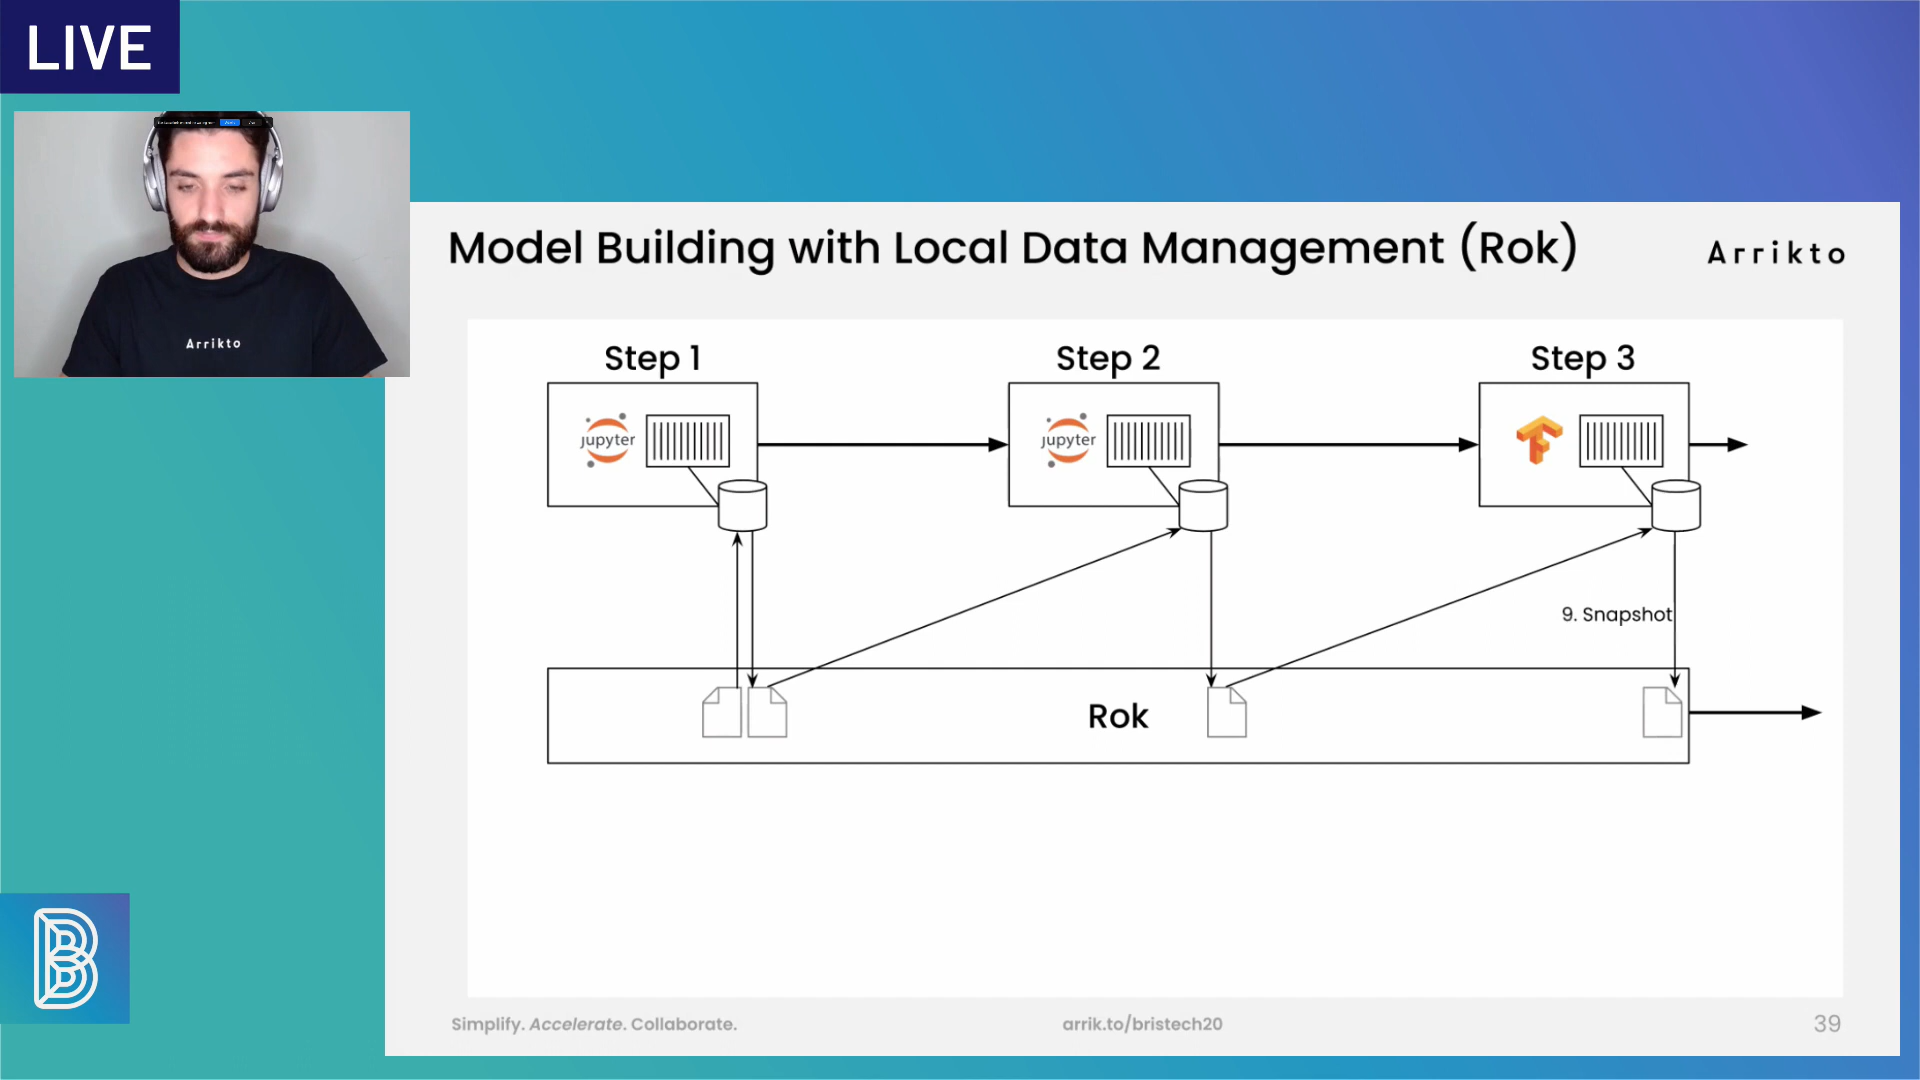 LIVE
Arrikto
Model Building with Local Data Management (Rok)
Arrikto
Step 1
Step 2
Step 3
jupyter
jupyter
9. Snapshot
Rok
Simplify. Accelerate. Collaborate.
arrik.to/bristech20
39